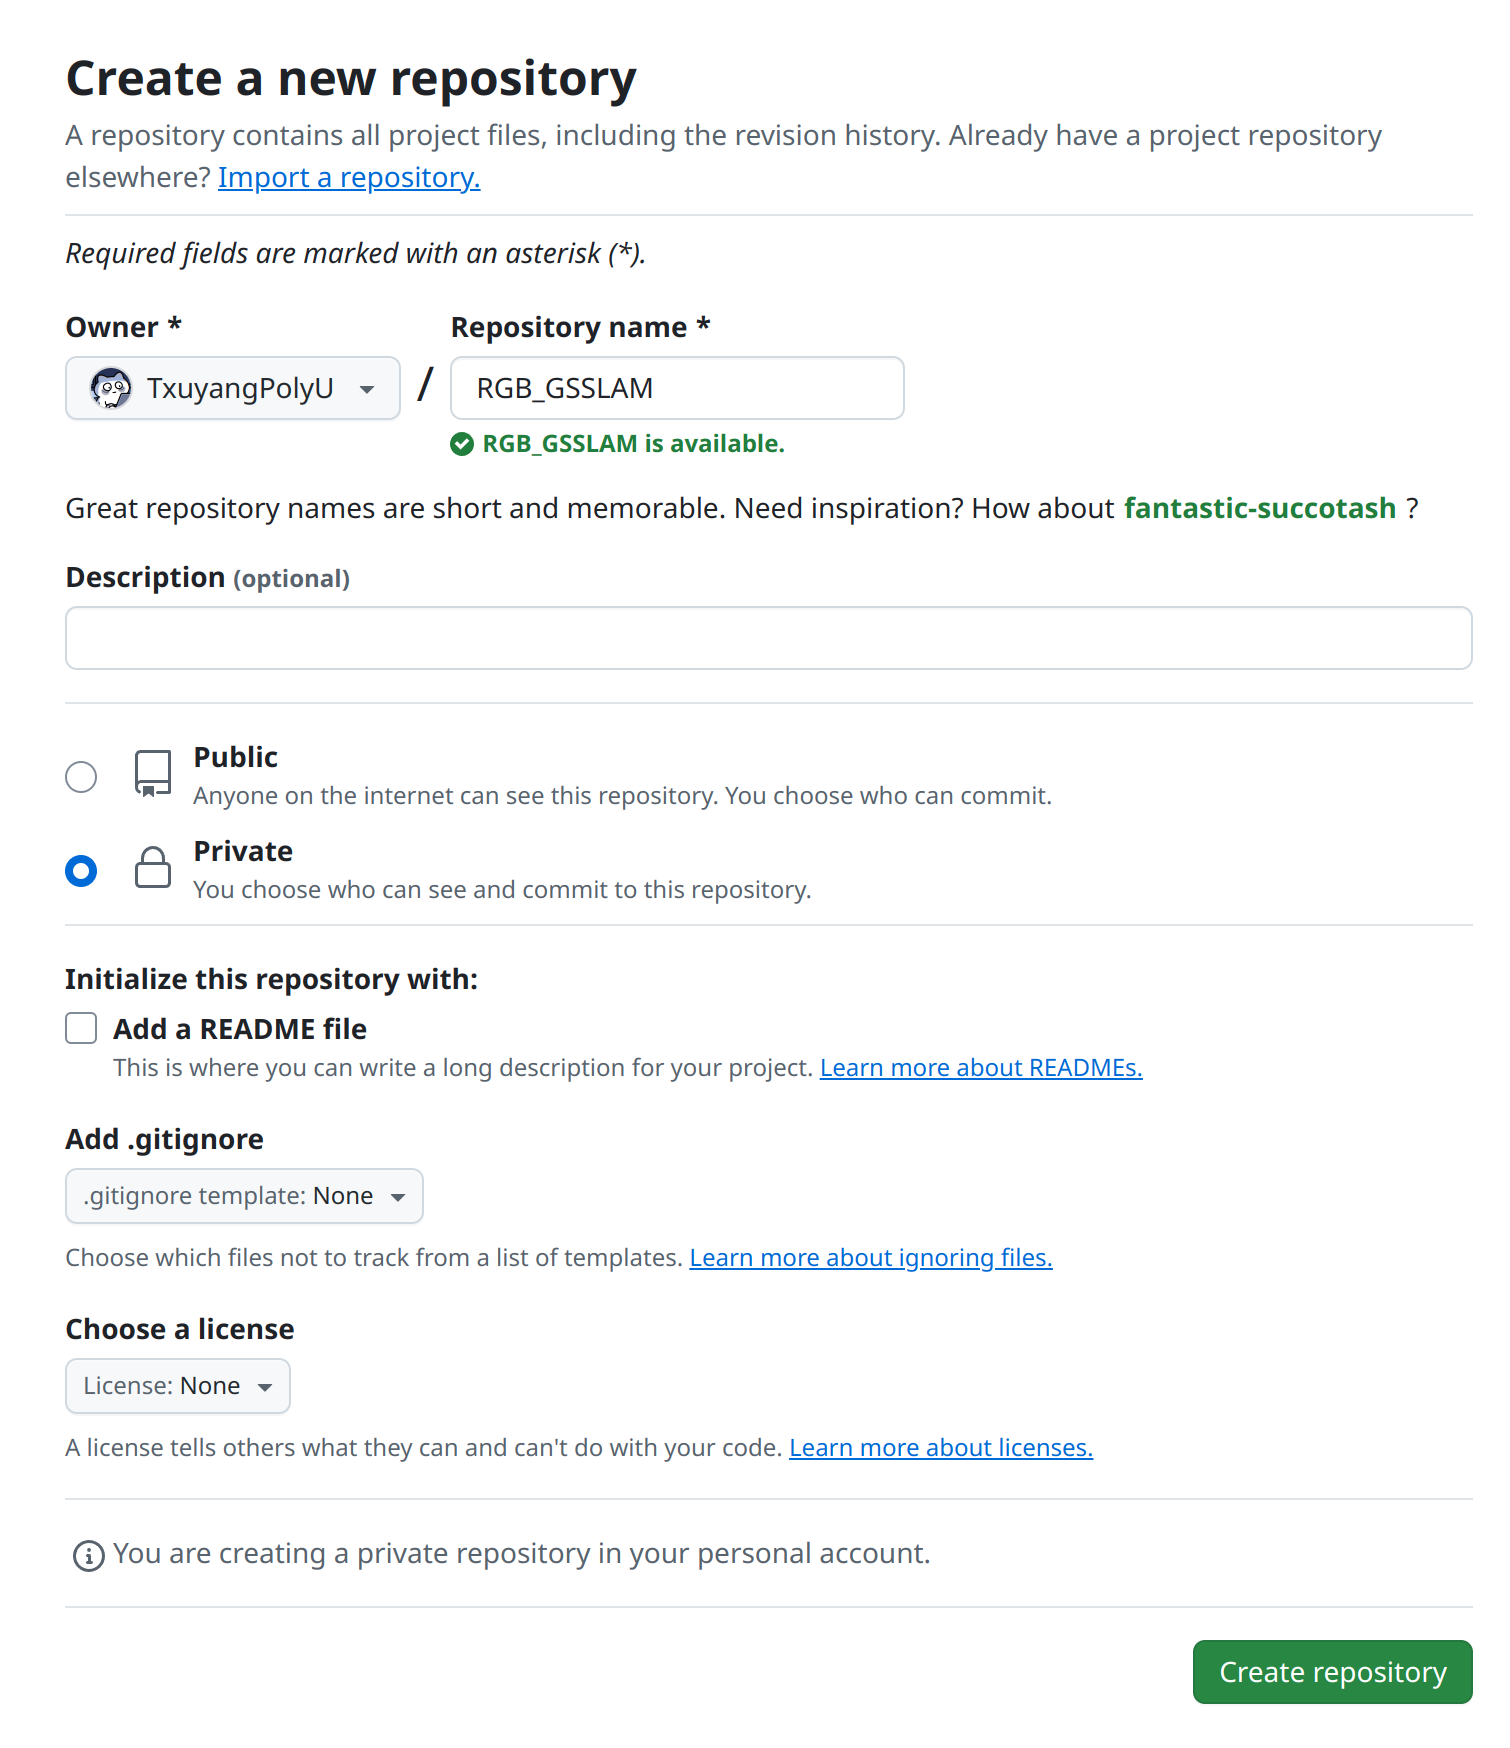 Create a new repository
A repository contains all project files, including the revision history. Already have a project repository
elsewhere? Import a repository.
Required fields are marked with an asterisk (*).
Owner *
Repository name *
TxuyangPolyU
/
RGB_GSSLAM
RGB_GSSLAM is available.
Great repository names are short and memorable. Need inspiration? How about fantastic-succotash ?
Description (optional)
Public
Anyone on the internet can see this repository. You choose who can commit.
Private
You choose who can see and commit to this repository.
Initialize this repository with:
Add a README file
This is where you can write a long description for your project. Learn more about READMEs.
Add .gitignore
.gitignore template: None
Choose which files not to track from a list of templates. Learn more about ignoring files.
Choose a license
License: None
A license tells others what they can and can't do with your code. Learn more about licenses.
You are creating a private repository in your personal account.
Create repository